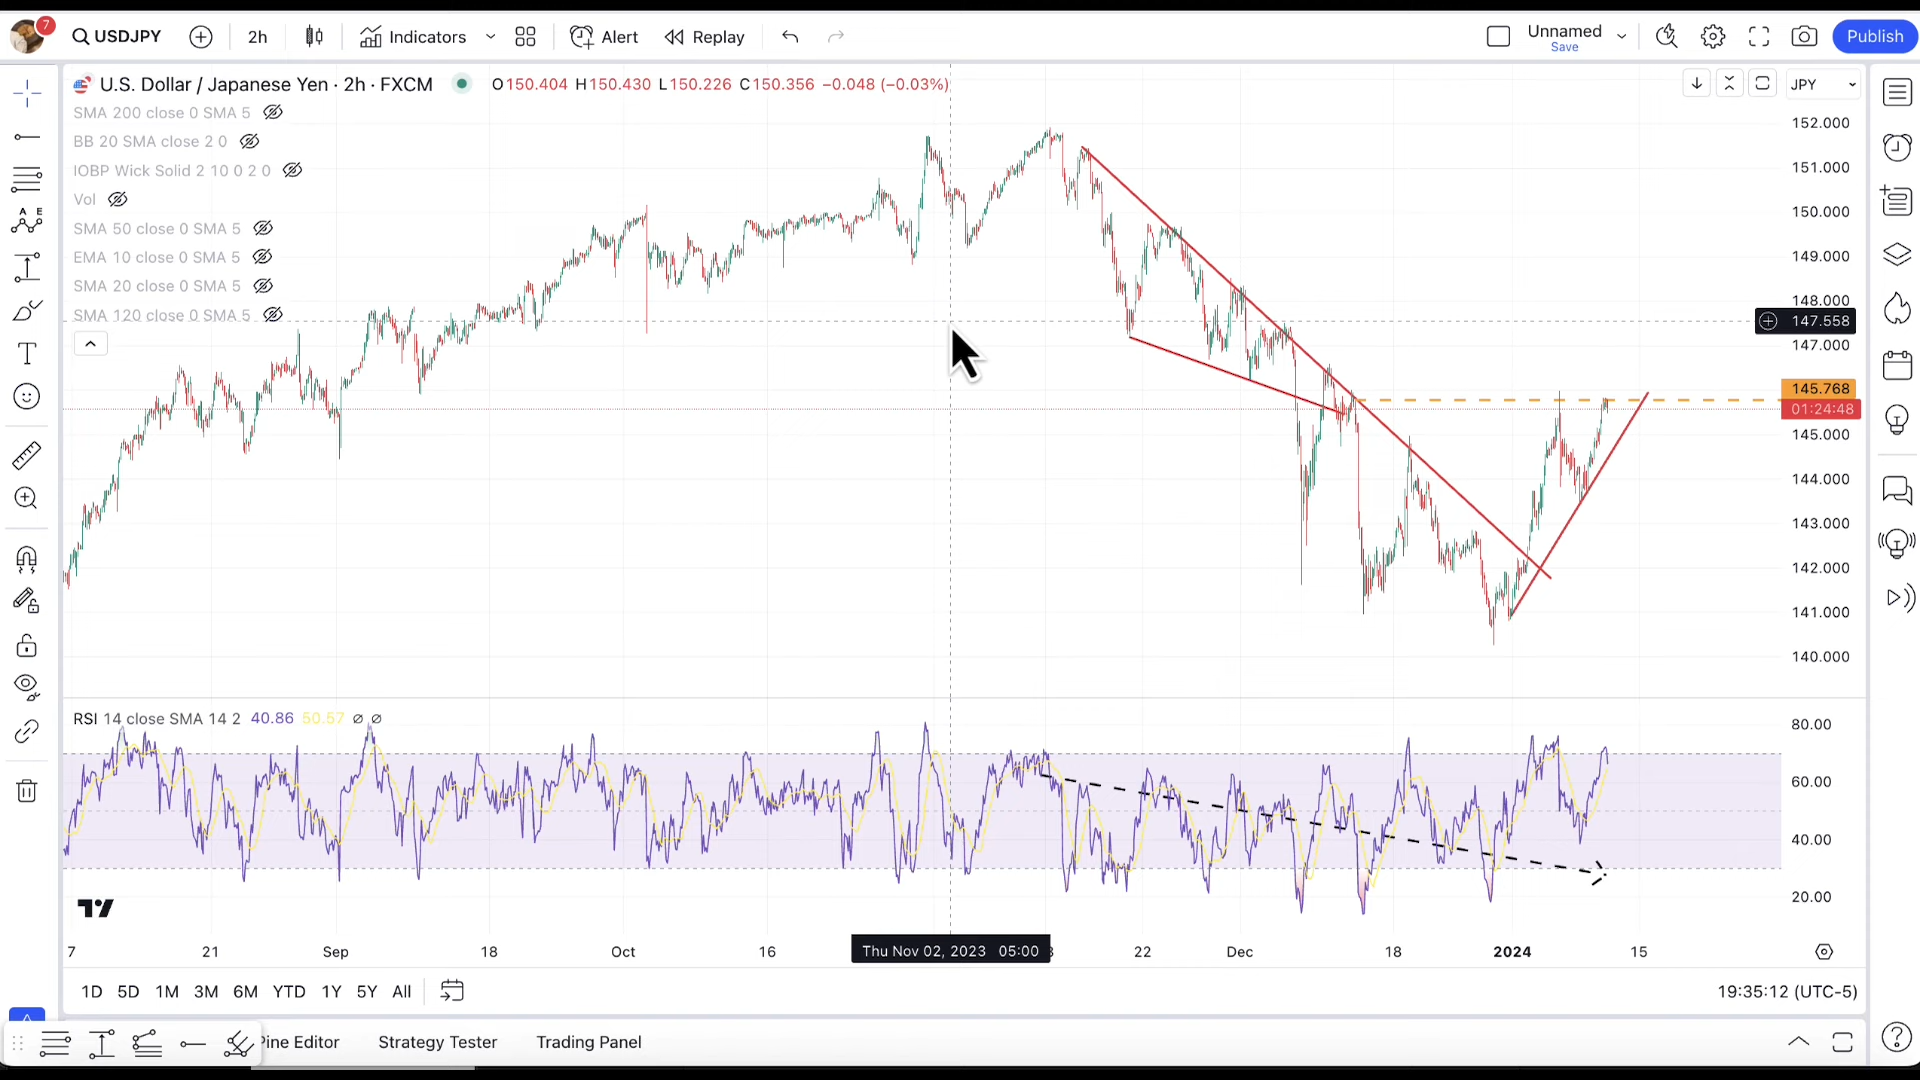 7
USDJPY
2h
Indicators
Alert
Replay
Unnamed
Save
Publish
U.S. Dollar / Japanese Yen · 2h · FXCM
O150.404 H150.430 L150.226 C150.356 −0.048 (−0.03%)
JPY
SMA 200 close 0 SMA 5
BB 20 SMA close 2 0
IOBP Wick Solid 2 10 0 2 0
Vol
SMA 50 close 0 SMA 5
EMA 10 close 0 SMA 5
SMA 20 close 0 SMA 5
SMA 120 close 0 SMA 5
152.000
151.000
150.000
149.000
148.000
147.558
147.000
145.768
01:24:48
145.000
144.000
143.000
142.000
141.000
140.000
RSI 14 close SMA 14 2 40.86 50.57 ∅ ∅
80.00
60.00
40.00
20.00
7 21 Sep 18 Oct 16 Thu Nov 02, 2023 05:00 22 Dec 18 2024 15
1D 5D 1M 3M 6M YTD 1Y 5Y All
19:35:12 (UTC-5)
Pine Editor Strategy Tester Trading Panel